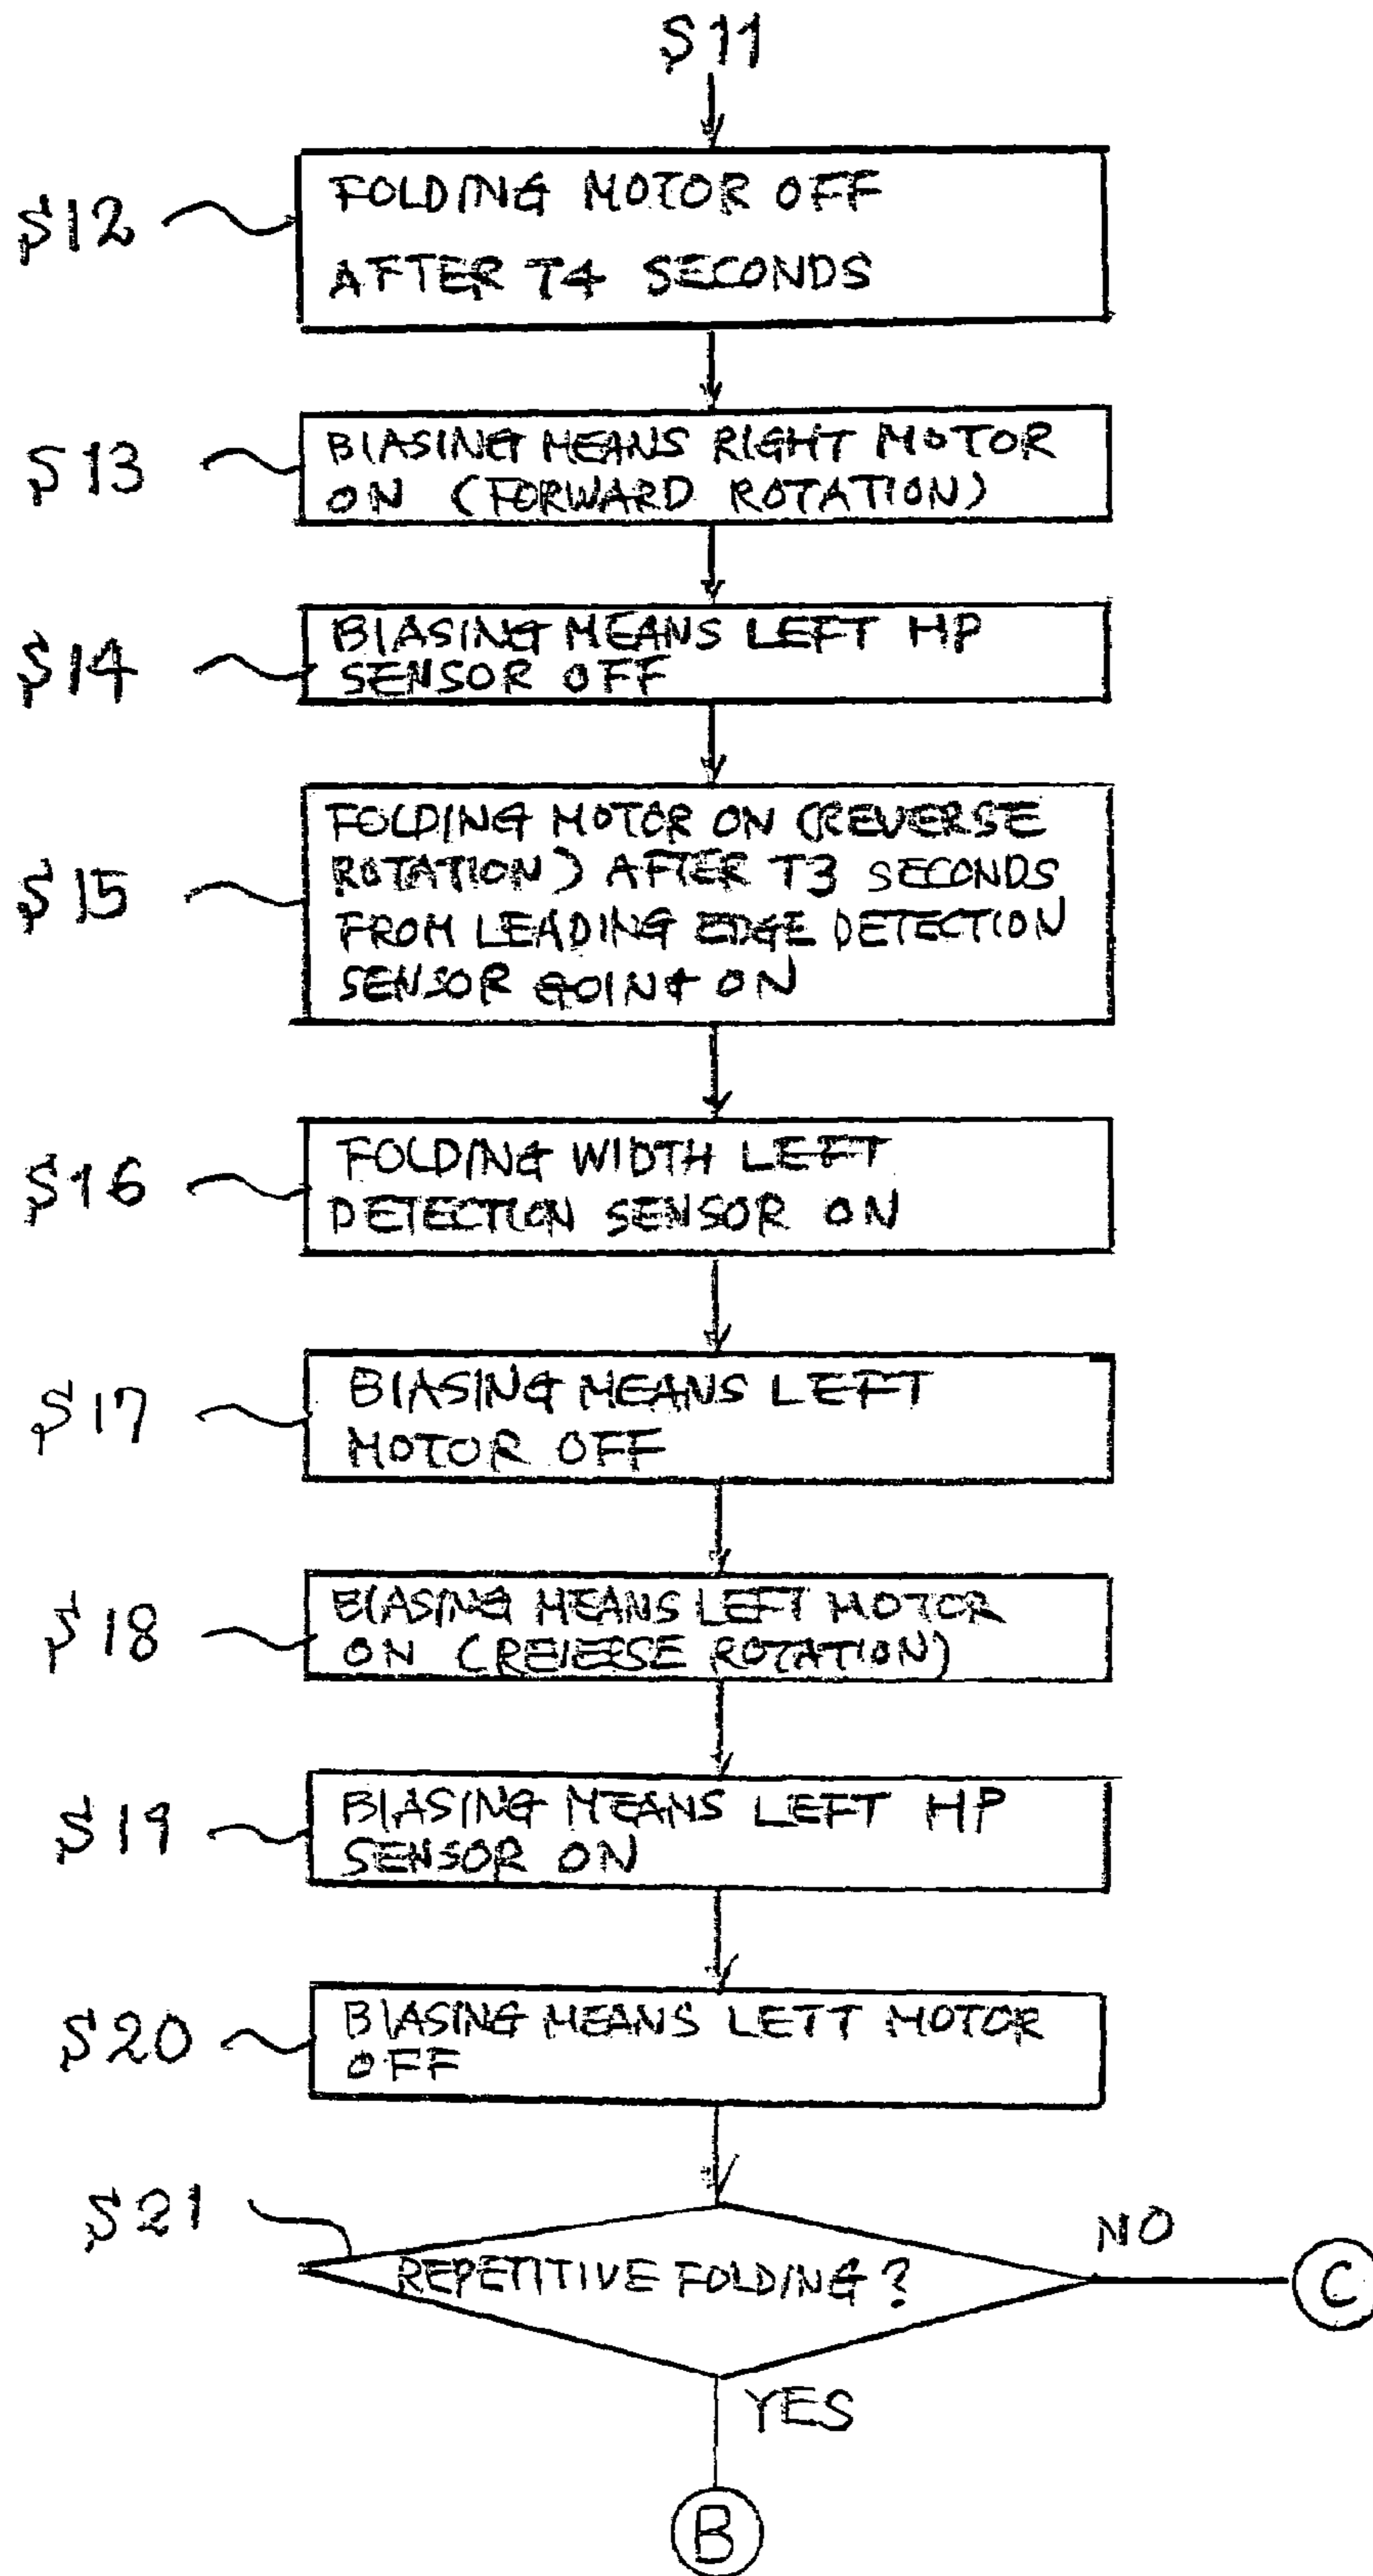 S11
S12
FOLDING MOTOR OFF
AFTER T4 SECONDS
S13
BIASING MEANS RIGHT MOTOR
ON (FORWARD ROTATION)
S14
BIASING MEANS LEFT HP
SENSOR OFF
S15
FOLDING MOTOR ON (REVERSE
ROTATION) AFTER T3 SECONDS
FROM LEADING EDGE DETECTION
SENSOR GOING ON
S16
FOLDING WIDTH LEFT
DETECTION SENSOR ON
S17
BIASING MEANS LEFT
MOTOR OFF
S18
BIASING MEANS LEFT MOTOR
ON (REVERSE ROTATION)
S19
BIASING MEANS LEFT HP
SENSOR ON
S20
BIASING MEANS LETT MOTOR
OFF
S21
REPETITIVE FOLDING?
NO
C
YES
B